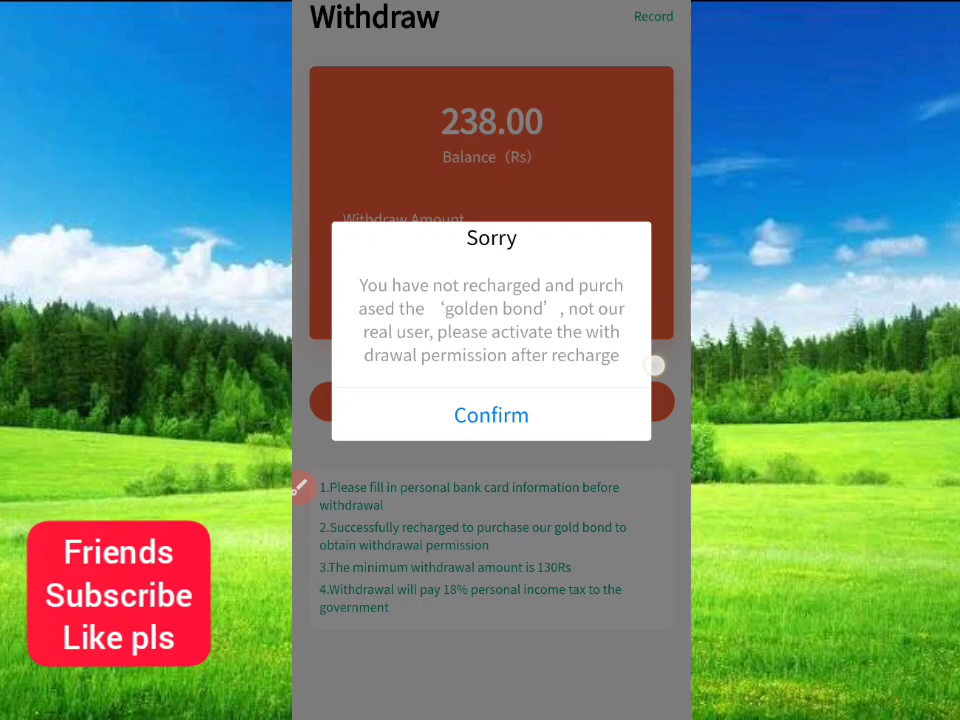 Withdraw
Record
238.00
Balance（Rs）
Withdraw Amount
Sorry
You have not recharged and purch
ased the ‘golden bond’, not our
real user, please activate the with
drawal permission after recharge
Confirm
1.Please fill in personal bank card information before
withdrawal
2.Successfully recharged to purchase our gold bond to
obtain withdrawal permission
3.The minimum withdrawal amount is 130Rs
4.Withdrawal will pay 18% personal income tax to the
government
Friends
Subscribe
Like pls